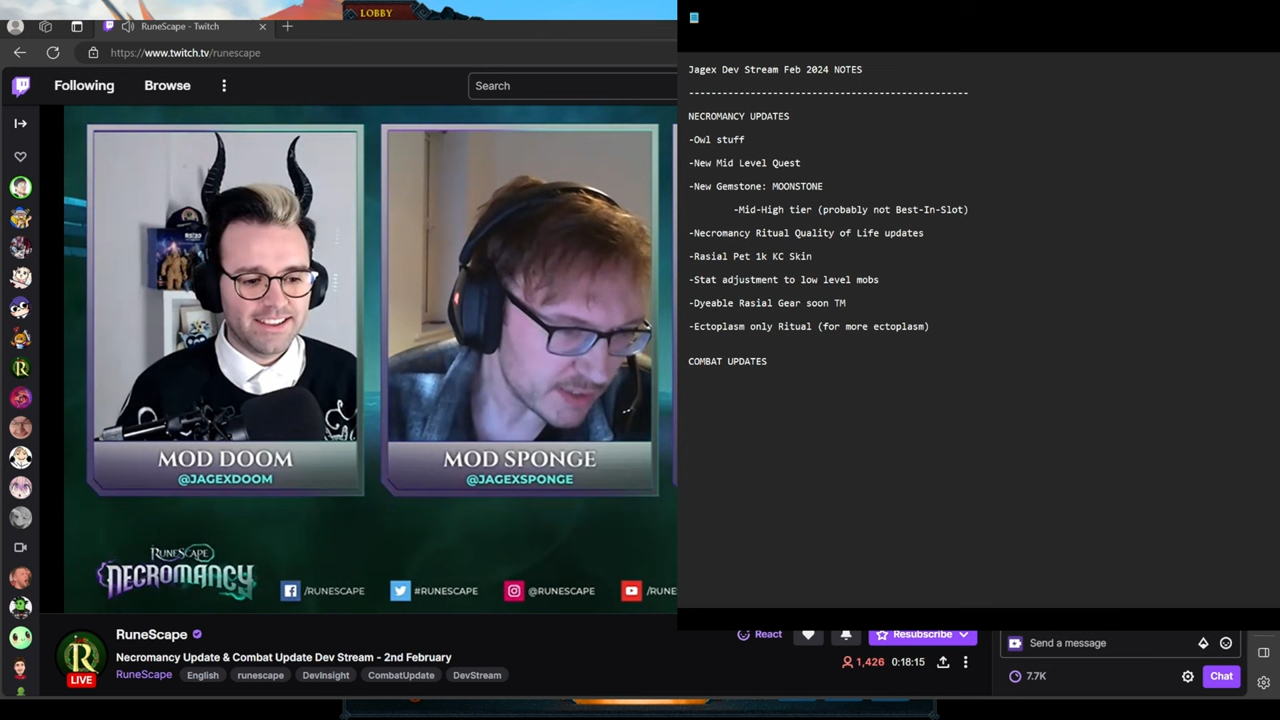 LOBBY
RuneScape - Twitch
https://www.twitch.tv/runescape
Following
Browse
Search
MOD DOOM
@JAGEXDOOM
MOD SPONGE
@JAGEXSPONGE
RUNESCAPE
NECROMANCY
/RUNESCAPE
#RUNESCAPE
@RUNESCAPE
/RUNE
LIVE
RuneScape
Necromancy Update & Combat Update Dev Stream - 2nd February
RuneScape
English
runescape
DevInsight
CombatUpdate
DevStream
React
Resubscribe
1,426
0:18:15
Send a message
7.7K
Chat
Jagex Dev Stream Feb 2024 NOTES
--------------------------------------------------
NECROMANCY UPDATES
-Owl stuff
-New Mid Level Quest
-New Gemstone: MOONSTONE
-Mid-High tier (probably not Best-In-Slot)
-Necromancy Ritual Quality of Life updates
-Rasial Pet 1k KC Skin
-Stat adjustment to low level mobs
-Dyeable Rasial Gear soon TM
-Ectoplasm only Ritual (for more ectoplasm)
COMBAT UPDATES